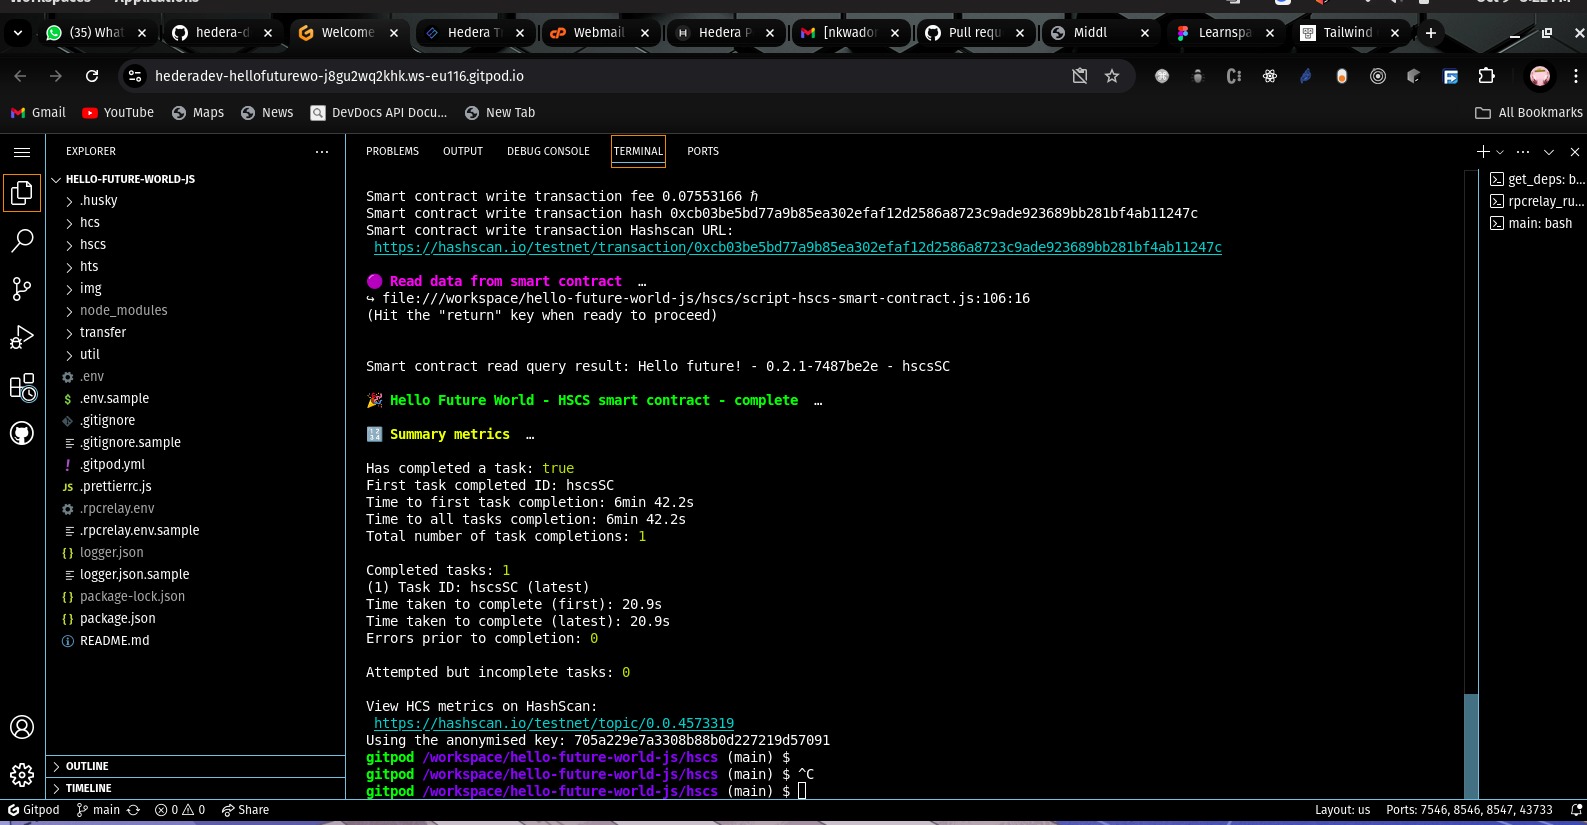 Workspaces Applications
(35) What
hedera-d
Welcome
Hedera T
Webmail
Hedera P
[nkwador
Pull requ
Middl
Learnspa
Tailwind
hederadev-hellofuturewo-j8gu2wq2khk.ws-eu116.gitpod.io
Gmail
YouTube
Maps
News
DevDocs API Docu...
New Tab
All Bookmarks
EXPLORER
HELLO-FUTURE-WORLD-JS
.husky
hcs
hscs
hts
img
node_modules
transfer
util
.env
$ .env.sample
.gitignore
.gitignore.sample
! .gitpod.yml
JS .prettierrc.js
.rpcrelay.env
.rpcrelay.env.sample
{} logger.json
logger.json.sample
{} package-lock.json
{} package.json
README.md
OUTLINE
TIMELINE
PROBLEMS OUTPUT DEBUG CONSOLE TERMINAL PORTS
Smart contract write transaction fee 0.07553166 ℏ
Smart contract write transaction hash 0xcb03be5bd77a9b85ea302efaf12d2586a8723c9ade923689bb281bf4ab11247c
Smart contract write transaction Hashscan URL:
https://hashscan.io/testnet/transaction/0xcb03be5bd77a9b85ea302efaf12d2586a8723c9ade923689bb281bf4ab11247c
🟣 Read data from smart contract …
↪ file:///workspace/hello-future-world-js/hscs/script-hscs-smart-contract.js:106:16
(Hit the "return" key when ready to proceed)
Smart contract read query result: Hello future! - 0.2.1-7487be2e - hscsSC
🎉 Hello Future World - HSCS smart contract - complete …
🔢 Summary metrics …
Has completed a task: true
First task completed ID: hscsSC
Time to first task completion: 6min 42.2s
Time to all tasks completion: 6min 42.2s
Total number of task completions: 1
Completed tasks: 1
(1) Task ID: hscsSC (latest)
Time taken to complete (first): 20.9s
Time taken to complete (latest): 20.9s
Errors prior to completion: 0
Attempted but incomplete tasks: 0
View HCS metrics on HashScan:
https://hashscan.io/testnet/topic/0.0.4573319
Using the anonymised key: 705a229e7a3308b88b0d227219d57091
gitpod /workspace/hello-future-world-js/hscs (main) $
gitpod /workspace/hello-future-world-js/hscs (main) $ ^C
gitpod /workspace/hello-future-world-js/hscs (main) $
get_deps: b...
rpcrelay_ru...
main: bash
Gitpod main 0 0 Share
Layout: us Ports: 7546, 8546, 8547, 43733